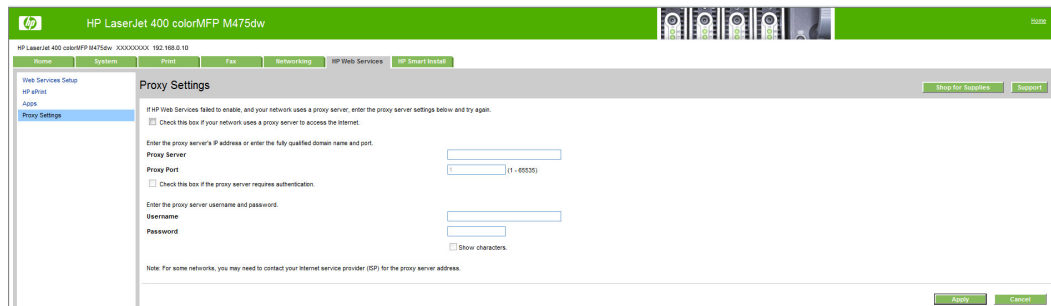 hp HP LaserJet 400 colorMFP M475dw Home
HP LaserJet 400 colorMFP M475dw XXXXXXXX 192.168.0.10
Home System Print Fax Networking HP Web Services HP Smart Install
Web Services Setup
HP ePrint
Apps
Proxy Settings
Proxy Settings
Shop for Supplies Support
If HP Web Services failed to enable, and your network uses a proxy server, enter the proxy server settings below and try again.
Check this box if your network uses a proxy server to access the Internet.
Enter the proxy server's IP address or enter the fully qualified domain name and port.
Proxy Server
Proxy Port 1 (1 - 65535)
Check this box if the proxy server requires authentication.
Enter the proxy server username and password.
Username
Password
Show characters.
Note: For some networks, you may need to contact your Internet service provider (ISP) for the proxy server address.
Apply Cancel